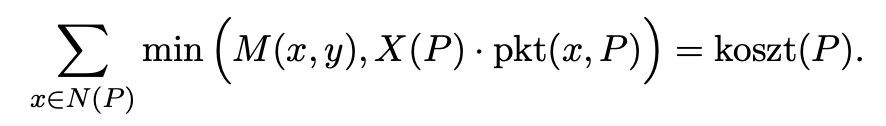 ∑_{x∈N(P)} min(M(x, y), X(P) · pkt(x, P)) = koszt(P).